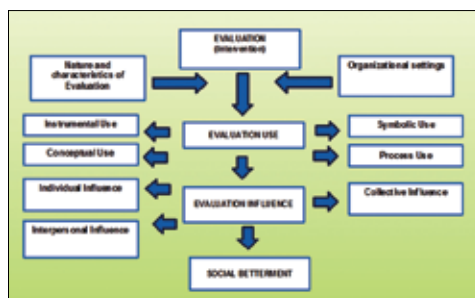 EVALUATION
(Intervention)
Nature and
characteristics of
Evaluation
Organizational settings
Instrumental Use
EVALUATION USE
Symbolic Use
Conceptual Use
Process Use
Individual Influence
EVALUATION INFLUENCE
Collective Influence
Interpersonal Influence
SOCIAL BETTERMENT